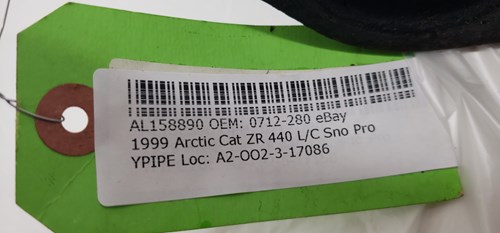 AL158890 OEM: 0712-280 eBay
1999 Arctic Cat ZR 440 L/C Sno Pro
YPIPE Loc: A2-OO2-3-17086